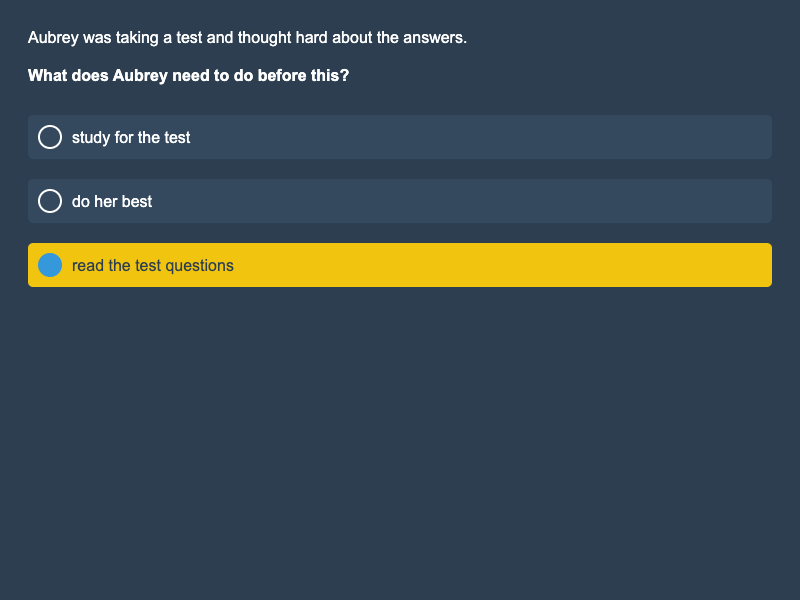 Aubrey was taking a test and thought hard about the answers.
What does Aubrey need to do before this?
study for the test
do her best
read the test questions